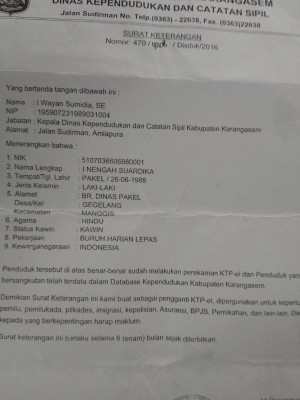 DINAS KEPENDUDUKAN DAN CATATAN SIPIL
Jalan Sudirman No. Telp.(0363) - 22638, Fax. (0363)22638
SURAT KETERANGAN
Nomor: 470 / / Disduk/2016
Yang bertanda tangan dibawah ini :
Nama : I Wayan Sumidia, SE
NIP : 195907231989031004
Jabatan : Kepala Dinas Kependudukan dan Catatan Sipil Kabupaten Karangasem
Alamat : Jalan Sudirman, Amlapura
Menerangkan bahwa :
1. NIK : 5107036606880001
2. Nama Lengkap : I NENGAH SUARDIKA
3. Tempat/Tgl. Lahir : PAKEL / 26-06-1988
4. Jenis Kelamin : LAKI-LAKI
5. Alamat : BR. DINAS PAKEL
Desa/Kel : GEGELANG
Kecamatan : MANGGIS
6. Agama : HINDU
7. Status Kawin : KAWIN
8. Pekerjaan : BURUH HARIAN LEPAS
9. Kewarganegaraan : INDONESIA
Penduduk tersebut di atas benar-benar sudah melakukan perekaman KTP-el dan Penduduk yan
bersangkutan telah terdata dalam Database Kependudukan Kabupaten Karangasem.
Demikian Surat Keterangan ini kami buat sebagai pengganti KTP-el, dipergunakan untuk keperlu
pemilu, pemilukada, pilkades, imigrasi, kepolisian, Asuransi, BPJS, Pernikahan, dan lain-lain. Da
kepada yang berkepentingan harap maklum.
Surat keterangan ini berlaku selama 6 (enam) bulan sejak diterbitkan.